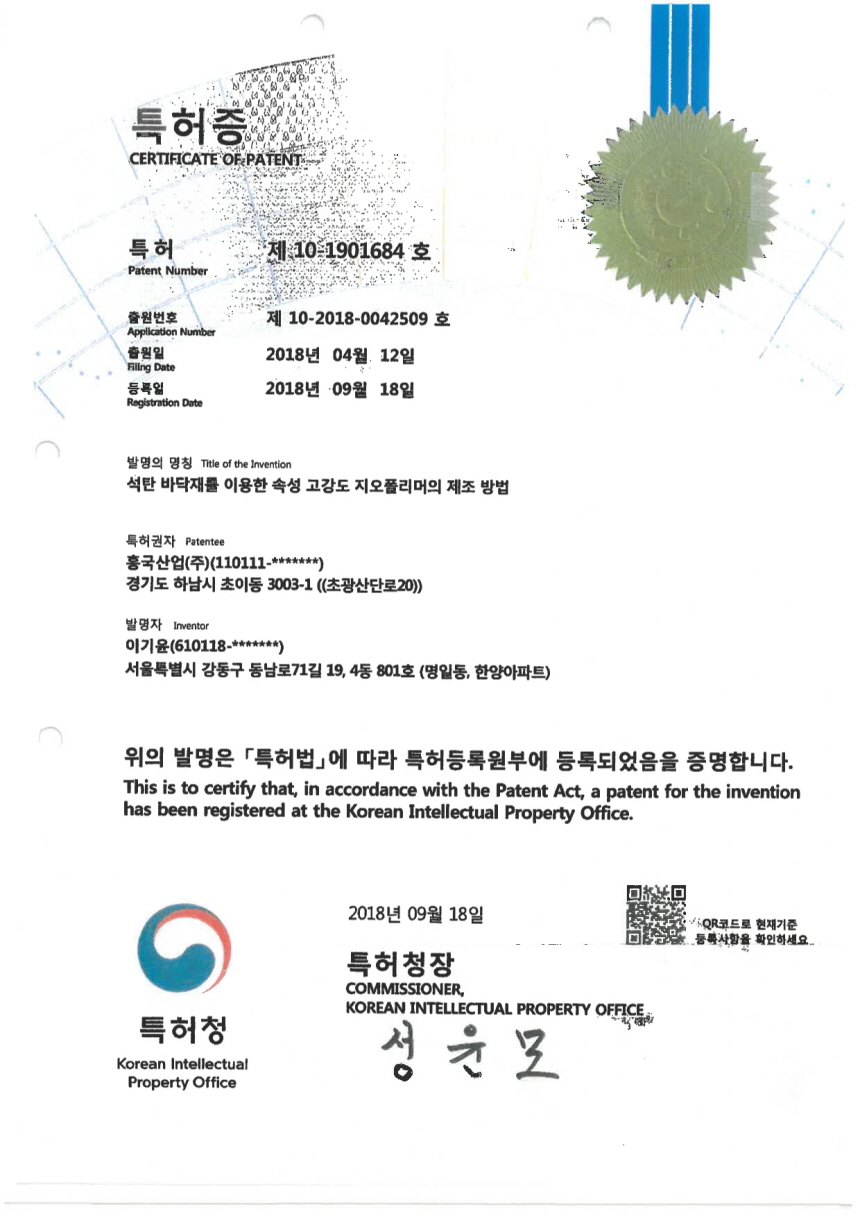 특허증
CERTIFICATE OF PATENT
특허 제 10-1901684 호
Patent Number
출원번호 제 10-2018-0042509 호
Application Number
출원일 2018년 04월 12일
Filing Date
등록일 2018년 09월 18일
Registration Date
발명의 명칭 Title of the Invention
석탄 바닥재를 이용한 속성 고강도 지오폴리머의 제조 방법
특허권자 Patentee
흥국산업(주)(110111-*******)
경기도 하남시 초이동 3003-1 ((초광산단로20))
발명자 Inventor
이기윤(610118-*******)
서울특별시 강동구 동남로71길 19, 4동 801호 (명일동, 한양아파트)
위의 발명은 「특허법」에 따라 특허등록원부에 등록되었음을 증명합니다.
This is to certify that, in accordance with the Patent Act, a patent for the invention
has been registered at the Korean Intellectual Property Office.
2018년 09월 18일
QR코드로 현재기준
등록사항을 확인하세요
특허청장
COMMISSIONER,
KOREAN INTELLECTUAL PROPERTY OFFICE
성윤모
특허청
Korean Intellectual
Property Office